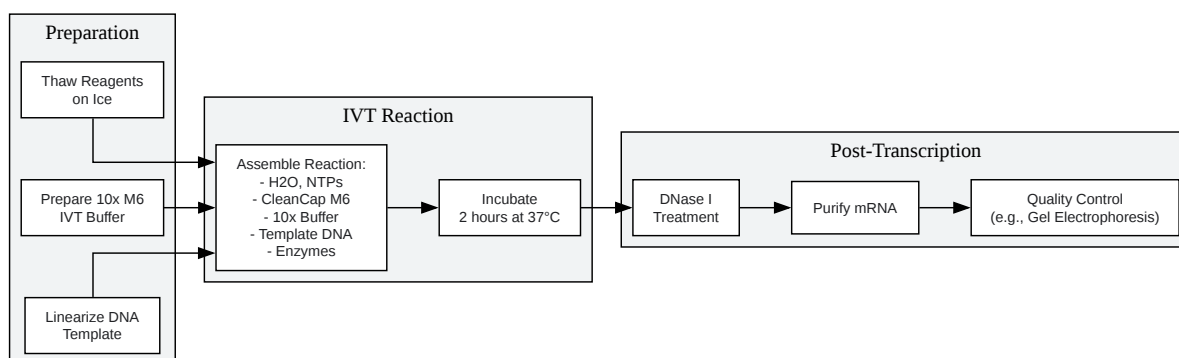 Preparation
Thaw Reagents
on Ice
Prepare 10x M6
IVT Buffer
Linearize DNA
Template
IVT Reaction
Assemble Reaction:
- H2O, NTPs
- CleanCap M6
- 10x Buffer
- Template DNA
- Enzymes
Incubate
2 hours at 37°C
Post-Transcription
DNase I
Treatment
Purify mRNA
Quality Control
(e.g., Gel Electrophoresis)